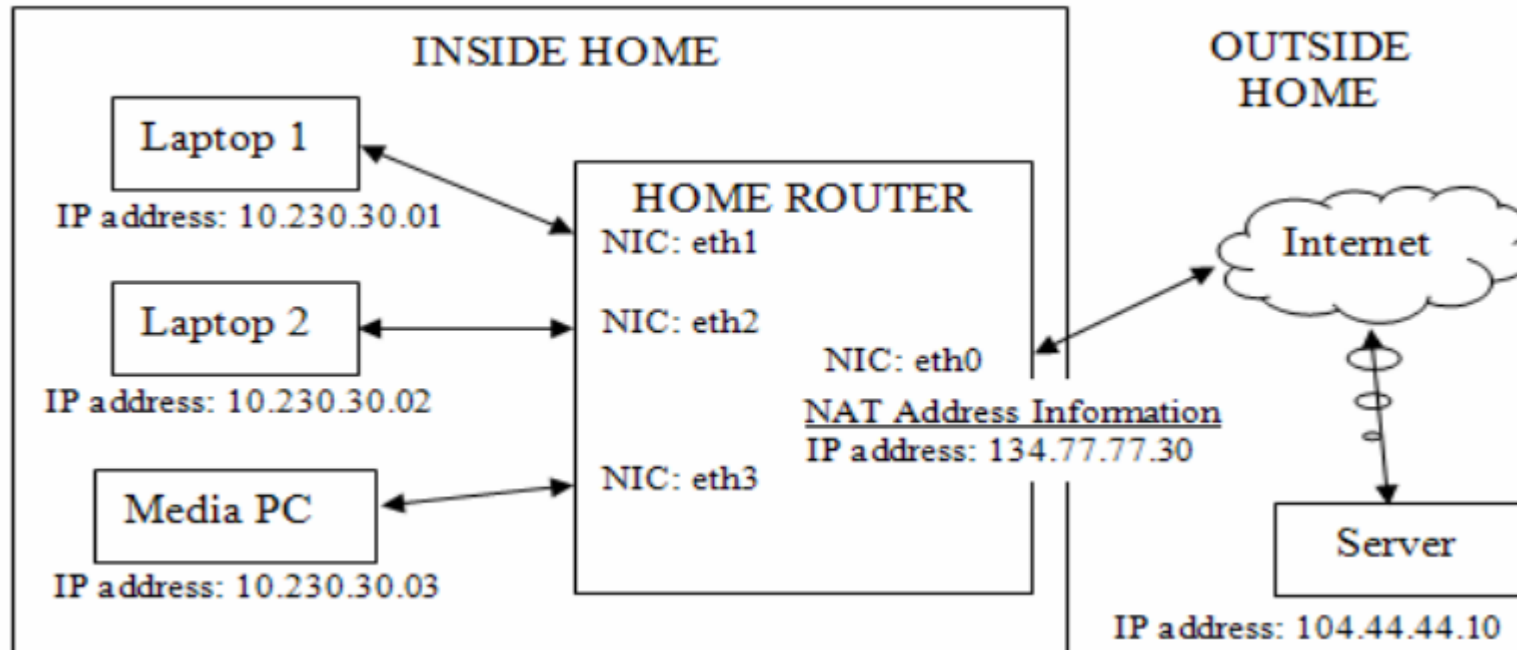 INSIDE HOME
OUTSIDE
HOME
Laptop 1
IP address: 10.230.30.01
HOME ROUTER
NIC: eth1
Internet
Laptop 2
IP address: 10.230.30.02
NIC: eth2
NIC: eth0
NAT Address Information
IP address: 134.77.77.30
Media PC
IP address: 10.230.30.03
NIC: eth3
Server
IP address: 104.44.44.10